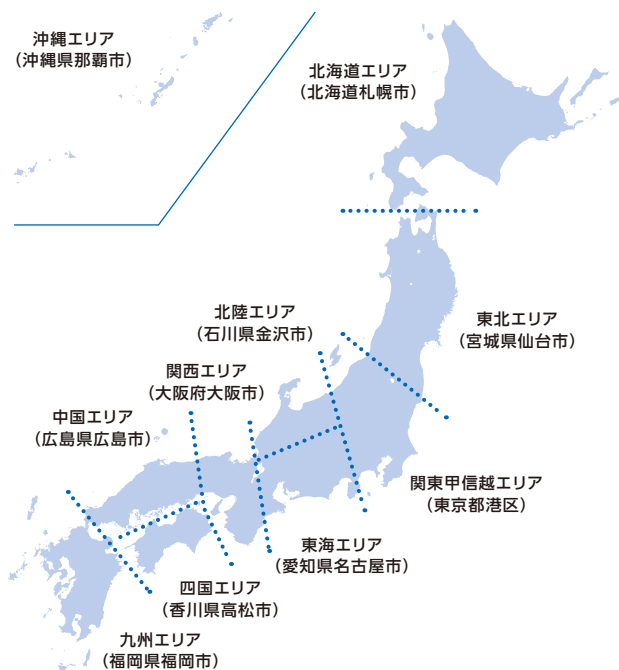 沖縄エリア
（沖縄県那覇市）
北海道エリア
（北海道札幌市）
北陸エリア
（石川県金沢市）
東北エリア
（宮城県仙台市）
関西エリア
（大阪府大阪市）
中国エリア
（広島県広島市）
関東甲信越エリア
（東京都港区）
東海エリア
（愛知県名古屋市）
四国エリア
（香川県高松市）
九州エリア
（福岡県福岡市）